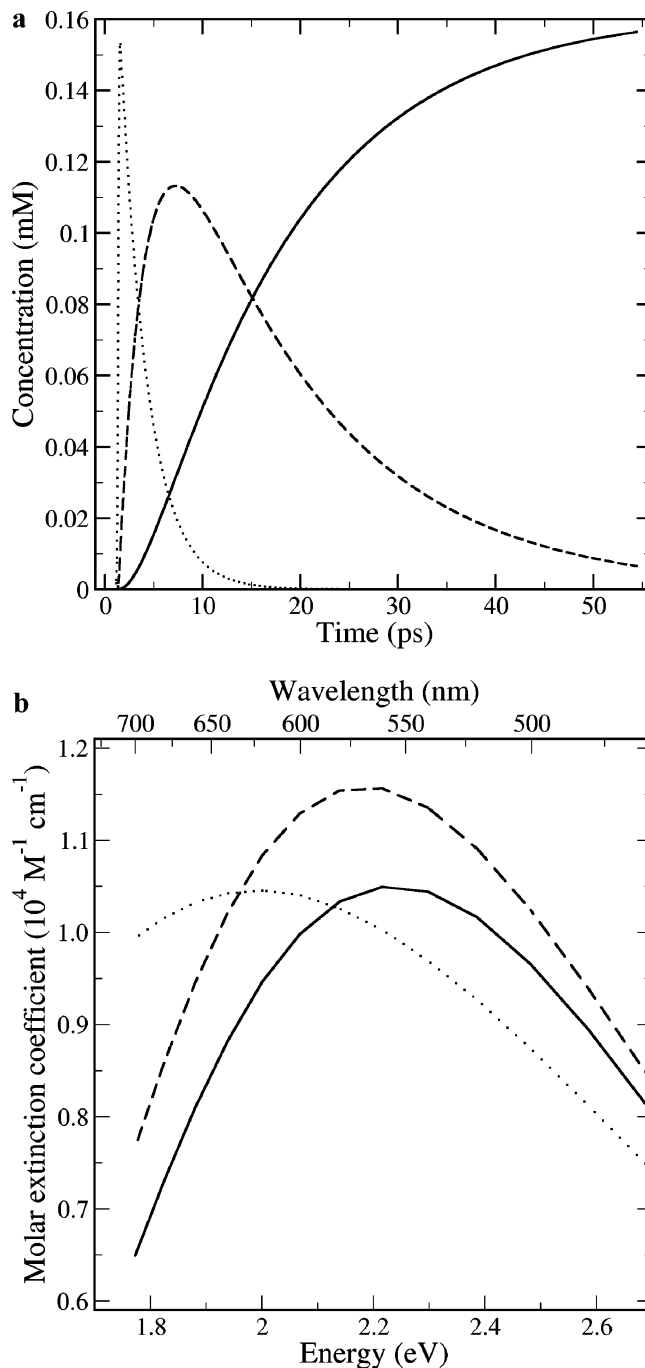 a
0.16
0.14
0.12
0.1
0.08
0.06
0.04
0.02
0
Concentration (mM)
0 10 20 30 40 50
Time (ps)
b
Wavelength (nm)
700 650 600 550 500
1.2
1.1
1.0
0.9
0.8
0.7
0.6
Molar extinction coefficient (10⁴ M⁻¹ cm⁻¹)
1.8 2 2.2 2.4 2.6
Energy (eV)